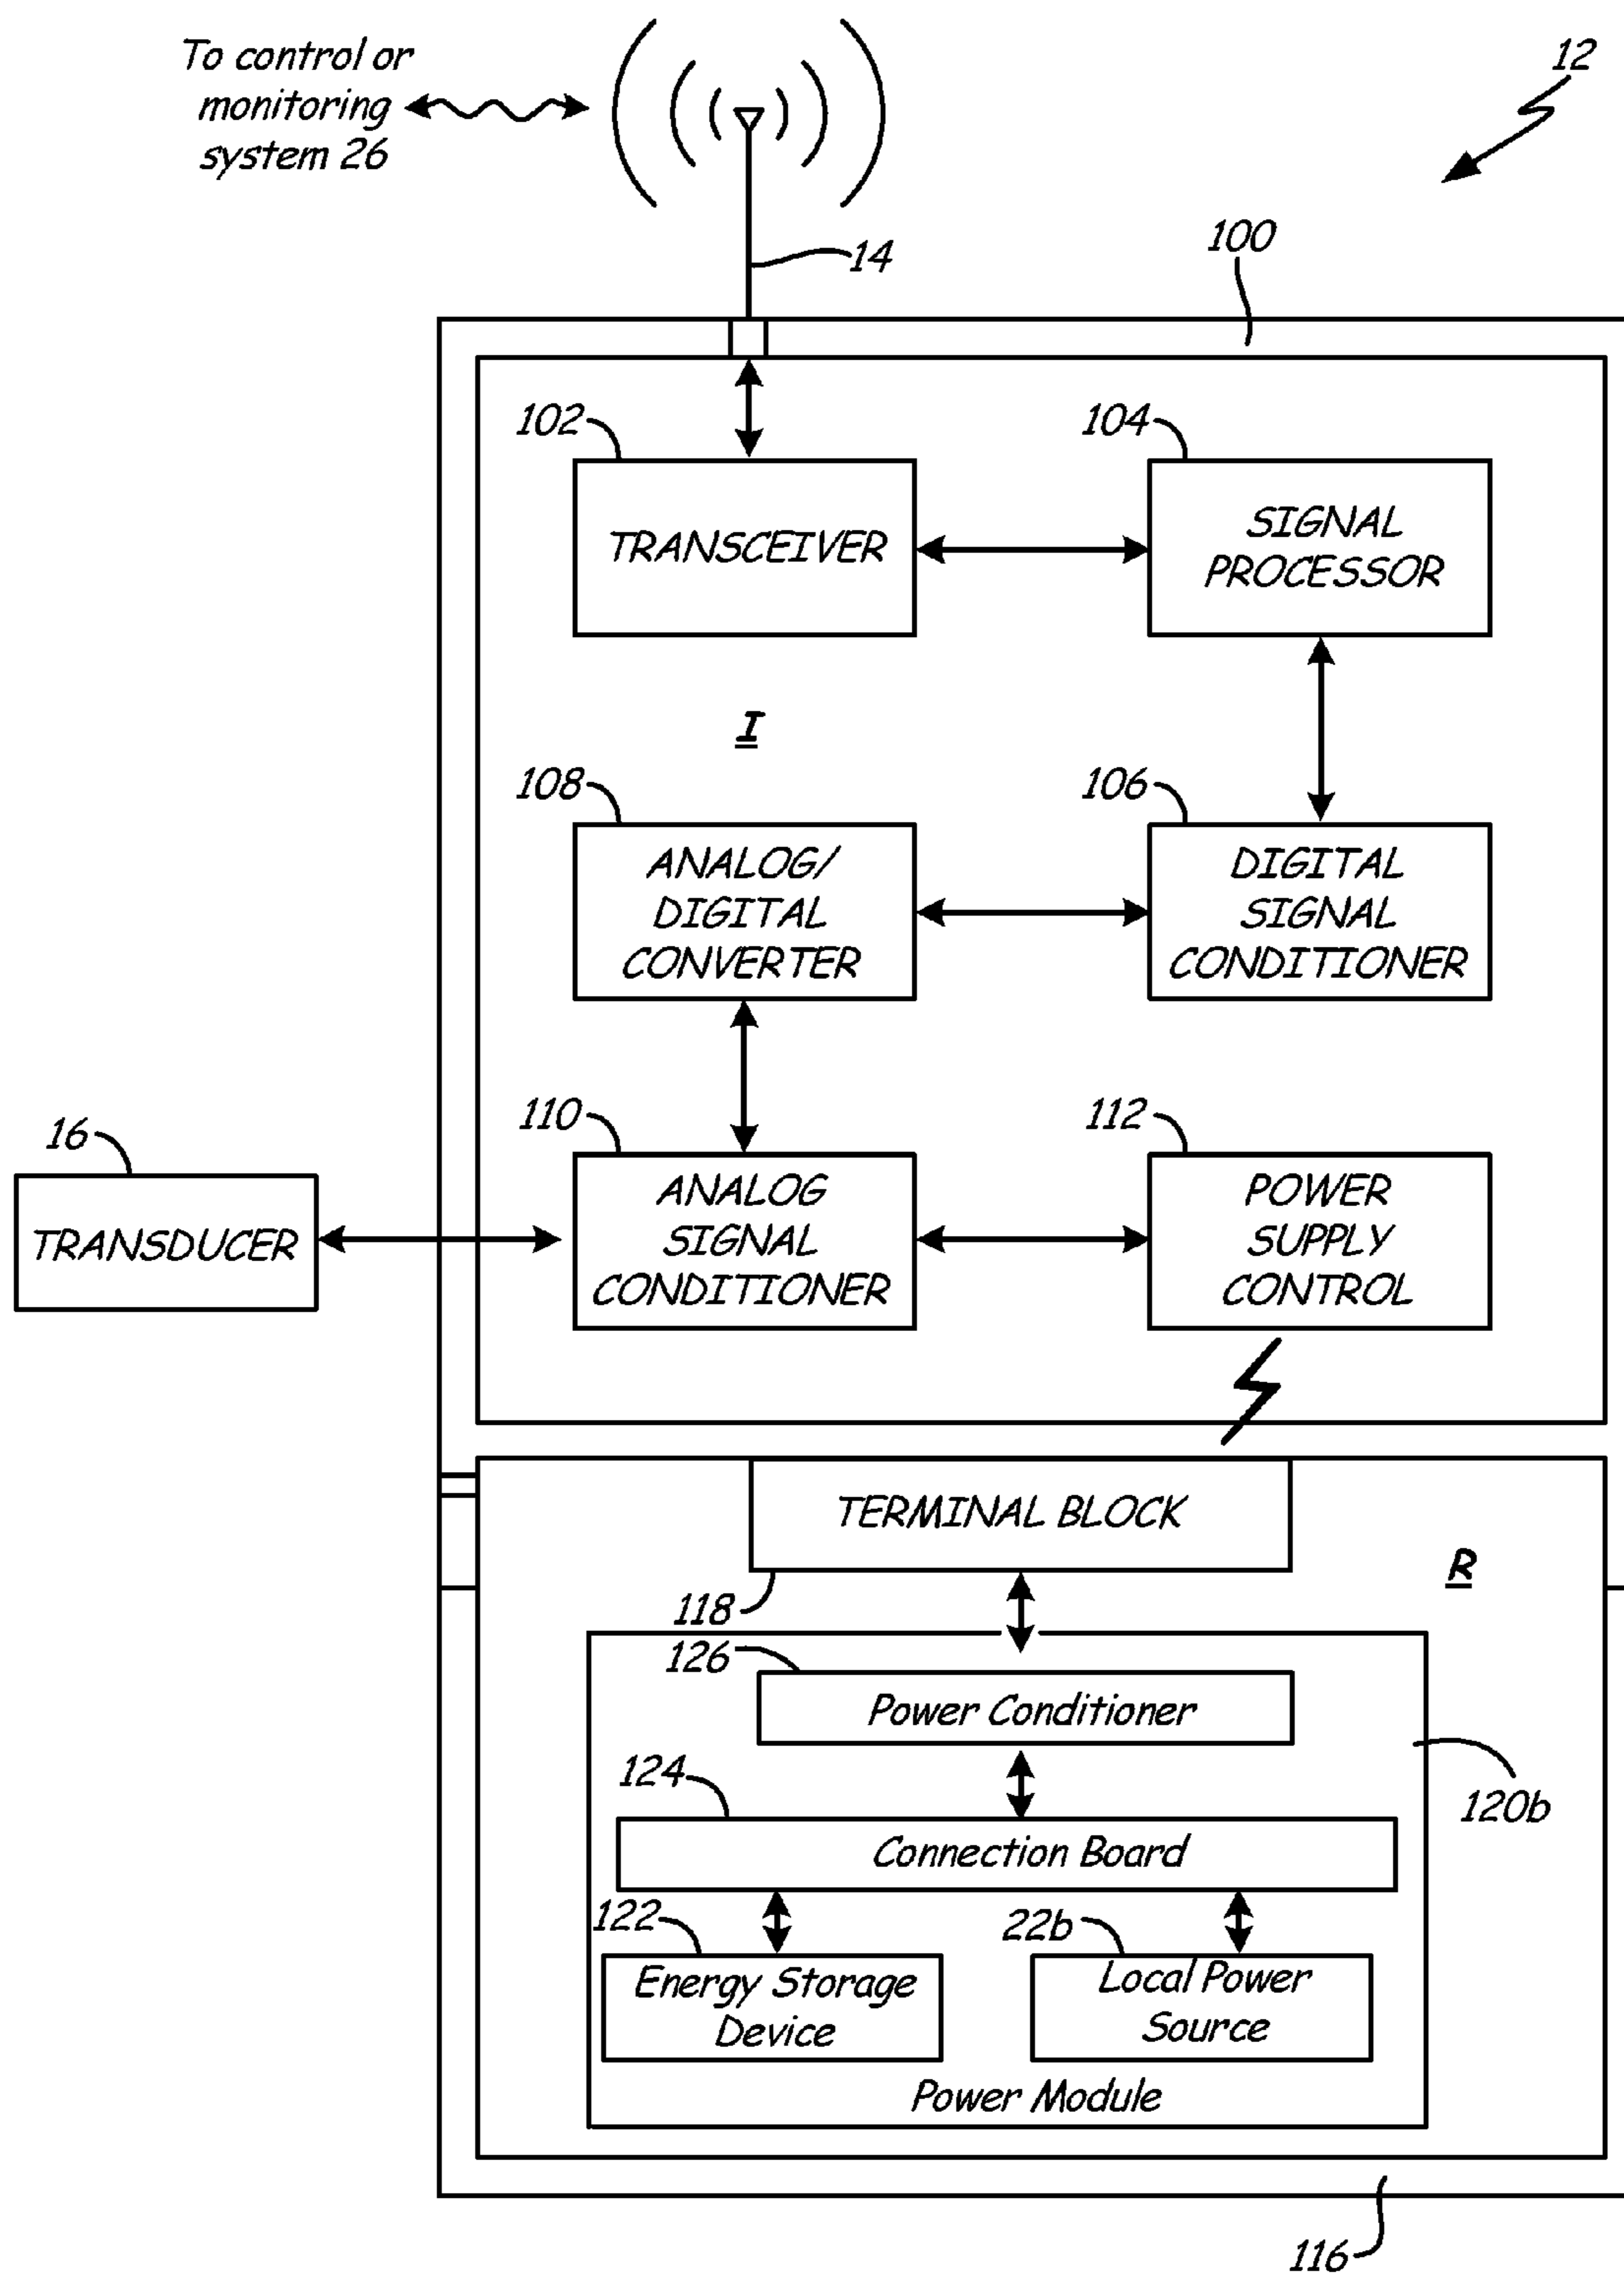 To control or
monitoring
system 26
12
14
100
102
104
TRANSCEIVER
SIGNAL
PROCESSOR
I
108
106
ANALOG/
DIGITAL
CONVERTER
DIGITAL
SIGNAL
CONDITIONER
16
110
112
TRANSDUCER
ANALOG
SIGNAL
CONDITIONER
POWER
SUPPLY
CONTROL
TERMINAL BLOCK
R
118
126
Power Conditioner
124
120b
Connection Board
122
22b
Energy Storage
Device
Local Power
Source
Power Module
116